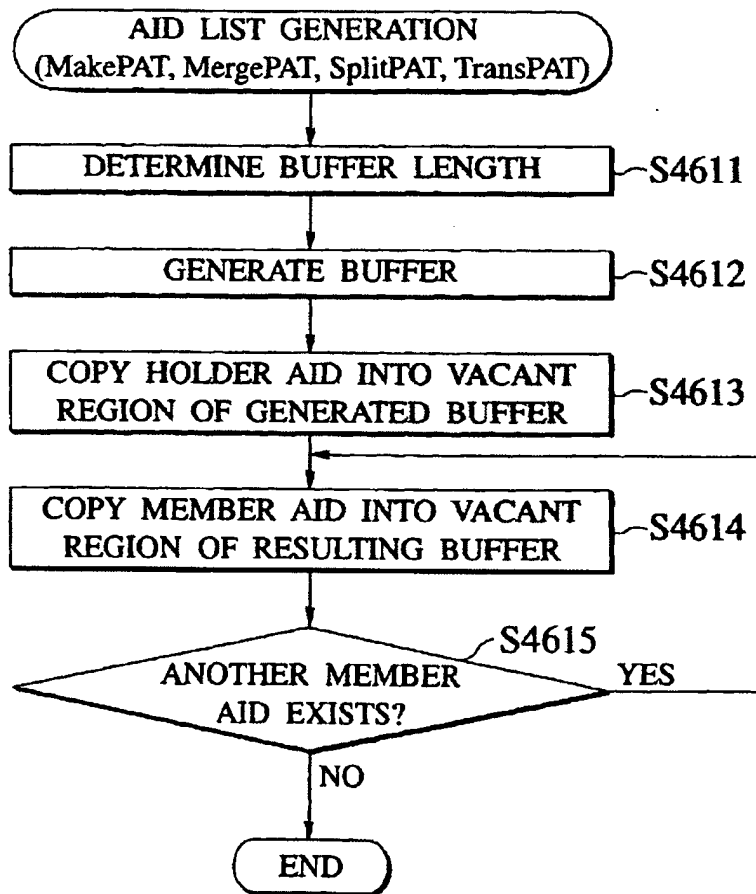 AID LIST GENERATION
(MakePAT, MergePAT, SplitPAT, TransPAT)
DETERMINE BUFFER LENGTH
S4611
GENERATE BUFFER
S4612
COPY HOLDER AID INTO VACANT
REGION OF GENERATED BUFFER
S4613
COPY MEMBER AID INTO VACANT
REGION OF RESULTING BUFFER
S4614
S4615
ANOTHER MEMBER
AID EXISTS?
YES
NO
END